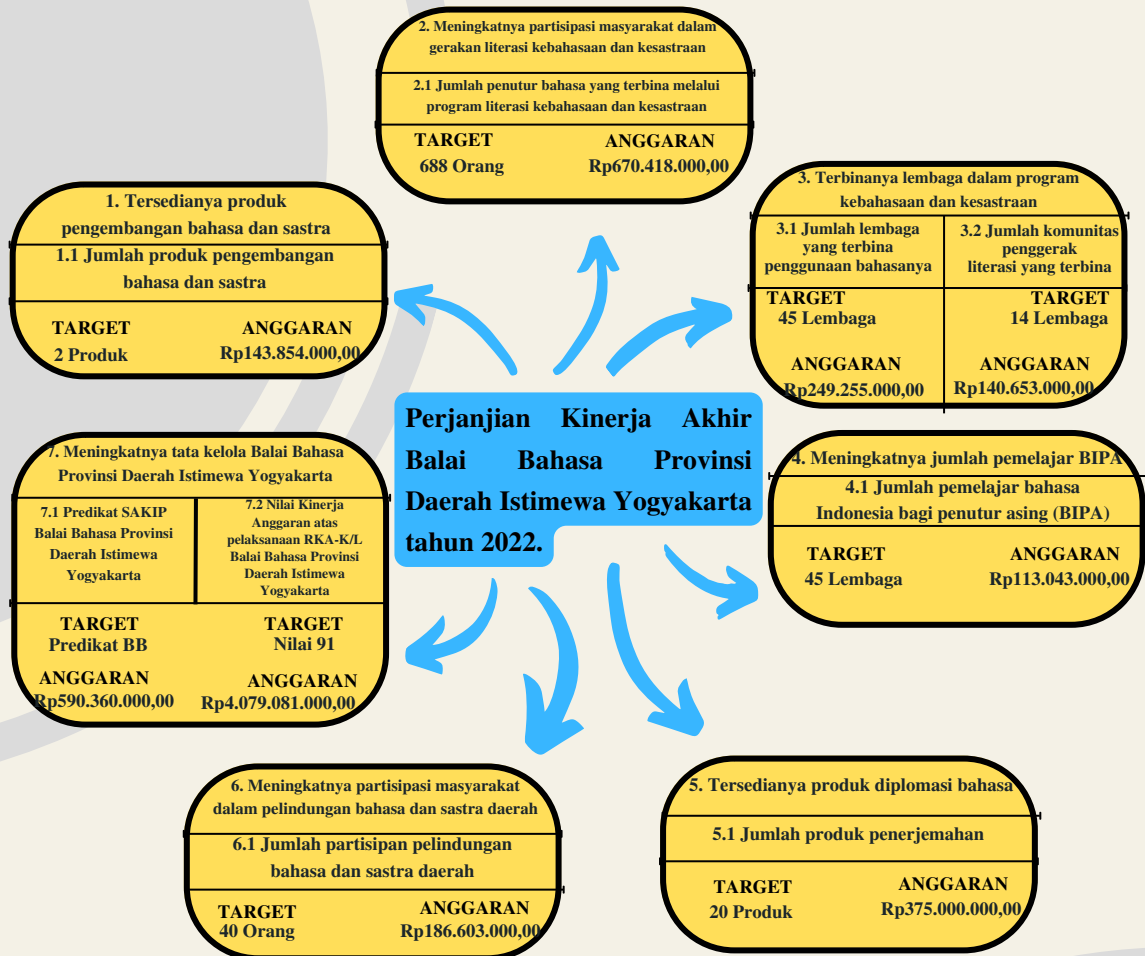 2. Meningkatnya partisipasi masyarakat dalam
gerakan literasi kebahasaan dan kesastraan
2.1 Jumlah penutur bahasa yang terbina melalui
program literasi kebahasaan dan kesastraan
TARGET ANGGARAN
688 Orang Rp670.418.000,00
1. Tersedianya produk
pengembangan bahasa dan sastra
1.1 Jumlah produk pengembangan
bahasa dan sastra
TARGET ANGGARAN
2 Produk Rp143.854.000,00
3. Terbinanya lembaga dalam program
kebahasaan dan kesastraan
3.1 Jumlah lembaga
yang terbina
penggunaan bahasanya
TARGET
45 Lembaga
ANGGARAN
Rp249.255.000,00
3.2 Jumlah komunitas
penggerak
literasi yang terbina
TARGET
14 Lembaga
ANGGARAN
Rp140.653.000,00
Perjanjian Kinerja Akhir
Balai Bahasa Provinsi
Daerah Istimewa Yogyakarta
tahun 2022.
7. Meningkatnya tata kelola Balai Bahasa
Provinsi Daerah Istimewa Yogyakarta
7.1 Predikat SAKIP
Balai Bahasa Provinsi
Daerah Istimewa
Yogyakarta
TARGET
Predikat BB
ANGGARAN
Rp590.360.000,00
7.2 Nilai Kinerja
Anggaran atas
pelaksanaan RKA-K/L
Balai Bahasa Provinsi
Daerah Istimewa
Yogyakarta
TARGET
Nilai 91
ANGGARAN
Rp4.079.081.000,00
4. Meningkatnya jumlah pemelajar BIPA
4.1 Jumlah pemelajar bahasa
Indonesia bagi penutur asing (BIPA)
TARGET ANGGARAN
45 Lembaga Rp113.043.000,00
6. Meningkatnya partisipasi masyarakat
dalam pelindungan bahasa dan sastra daerah
6.1 Jumlah partisipan pelindungan
bahasa dan sastra daerah
TARGET ANGGARAN
40 Orang Rp186.603.000,00
5. Tersedianya produk diplomasi bahasa
5.1 Jumlah produk penerjemahan
TARGET ANGGARAN
20 Produk Rp375.000.000,00